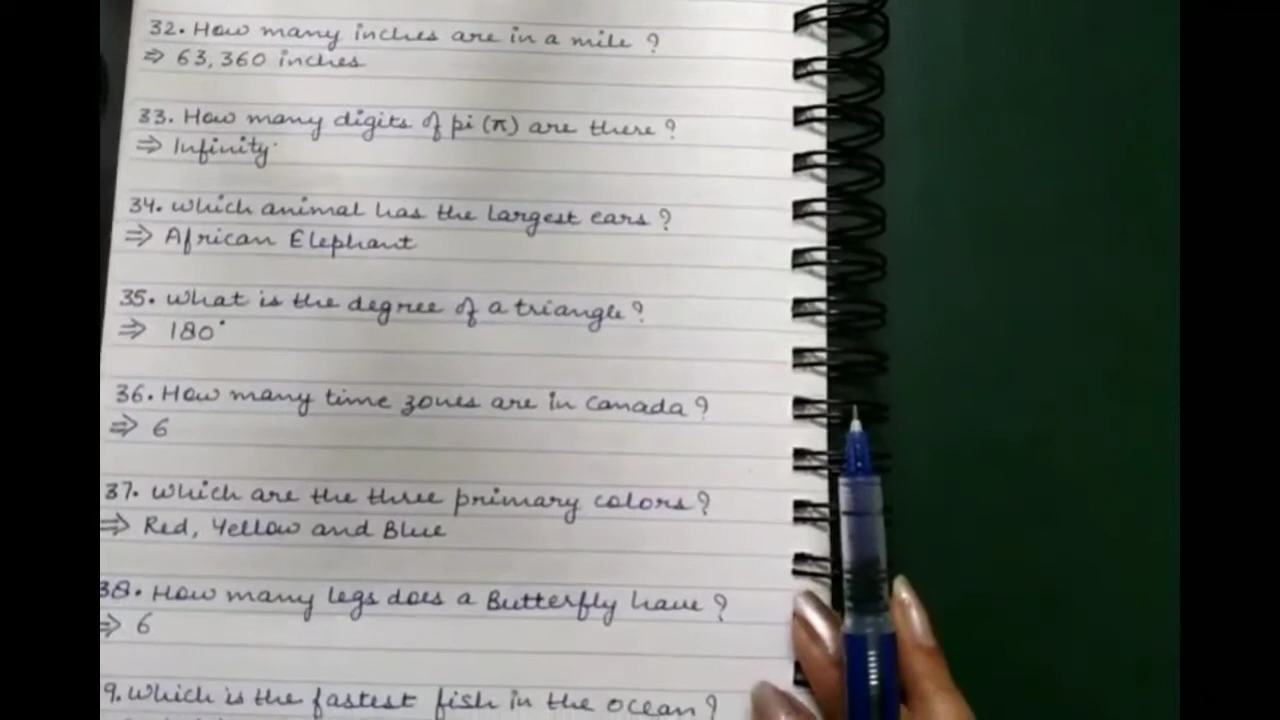 32. How many inches are in a mile ?
⇒ 63,360 inches
33. How many digits of pi (π) are there ?
⇒ Infinity
34. which animal has the largest ears ?
⇒ African Elephant
35. what is the degree of a triangle ?
⇒ 180°
36. How many time zones are in Canada ?
⇒ 6
37. which are the three primary colors ?
⇒ Red, Yellow and Blue
38. How many legs does a Butterfly have ?
⇒ 6
9. which is the fastest fish in the ocean ?